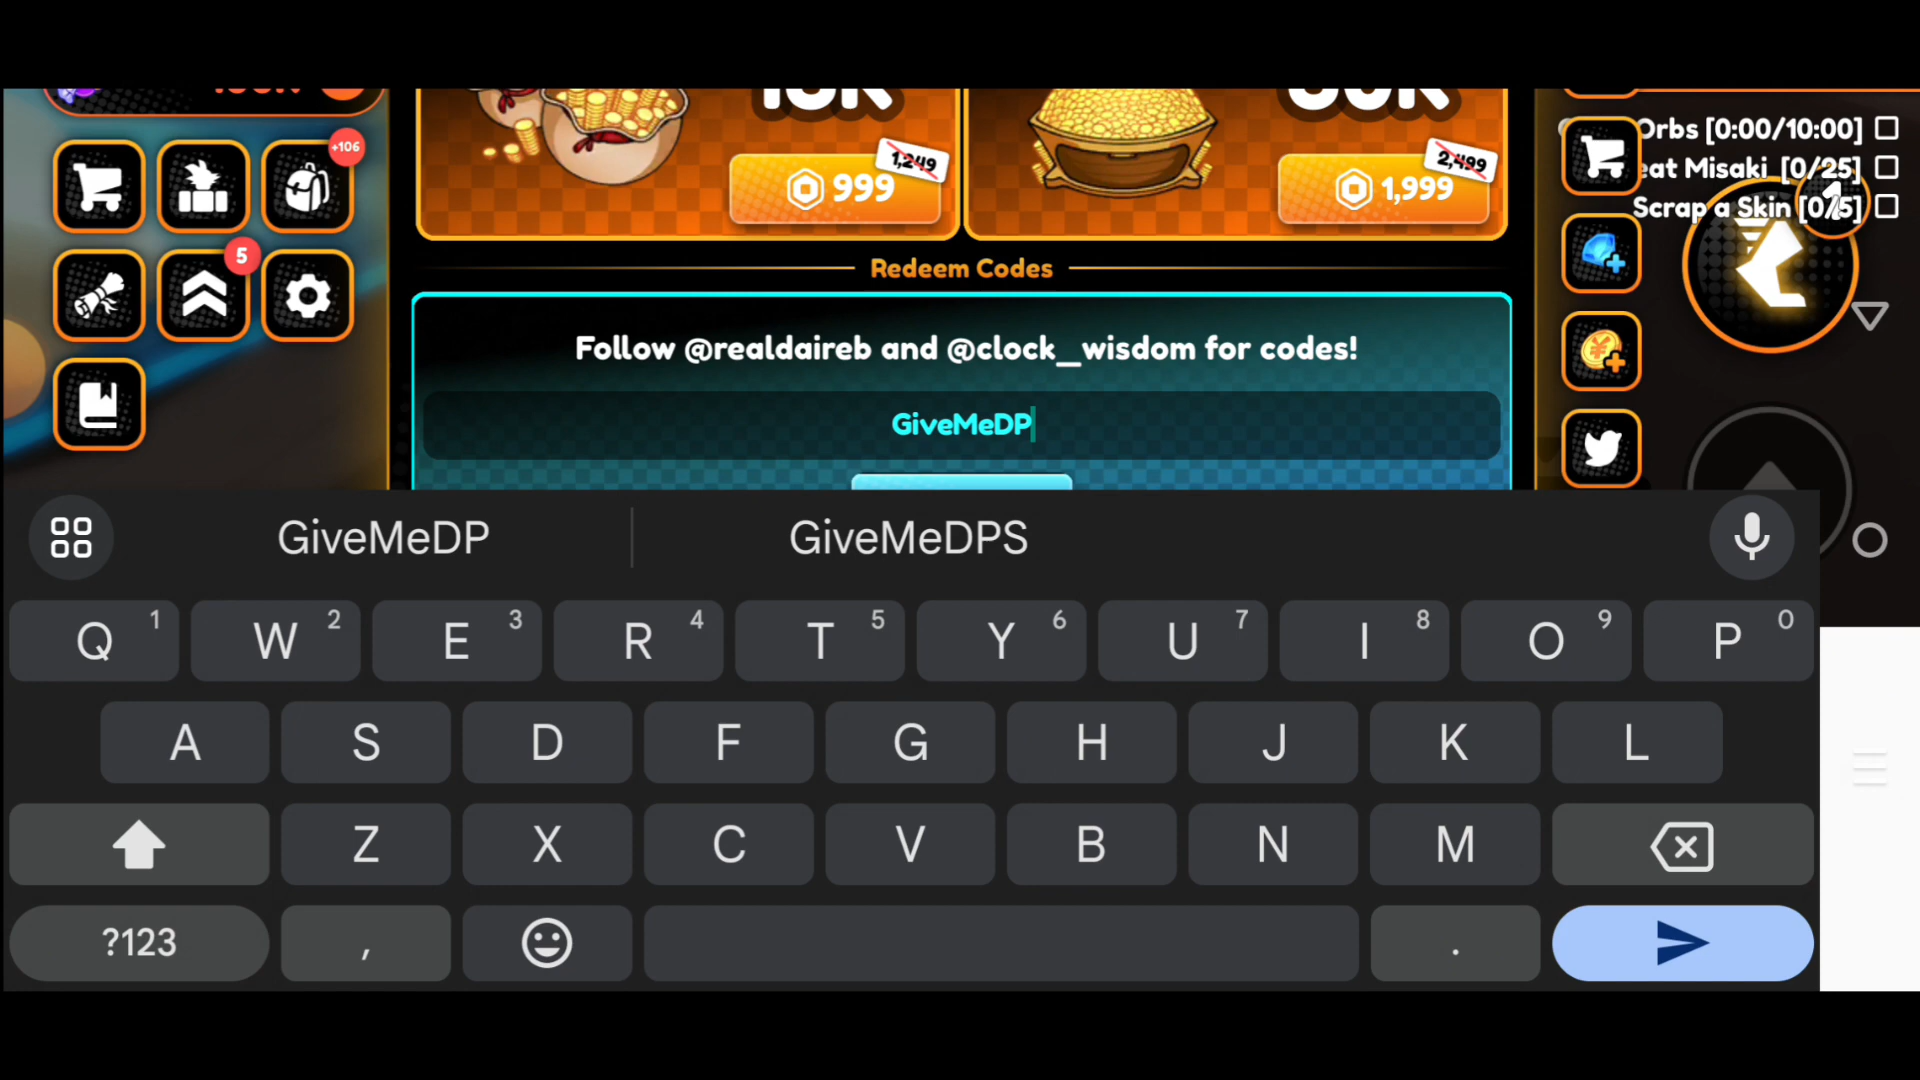 +106
5
1,249
999
2,499
1,999
Orbs [0:00/10:00]
eat Misaki [0/25]
Scrap a Skin [0/5]
1
Redeem Codes
Follow @realdaireb and @clock_wisdom for codes!
GiveMeDP
GiveMeDP GiveMeDPS
Q 1 W 2 E 3 R 4 T 5 Y 6 U 7 I 8 O 9 P 0
A S D F G H J K L
Z X C V B N M
?123 , .